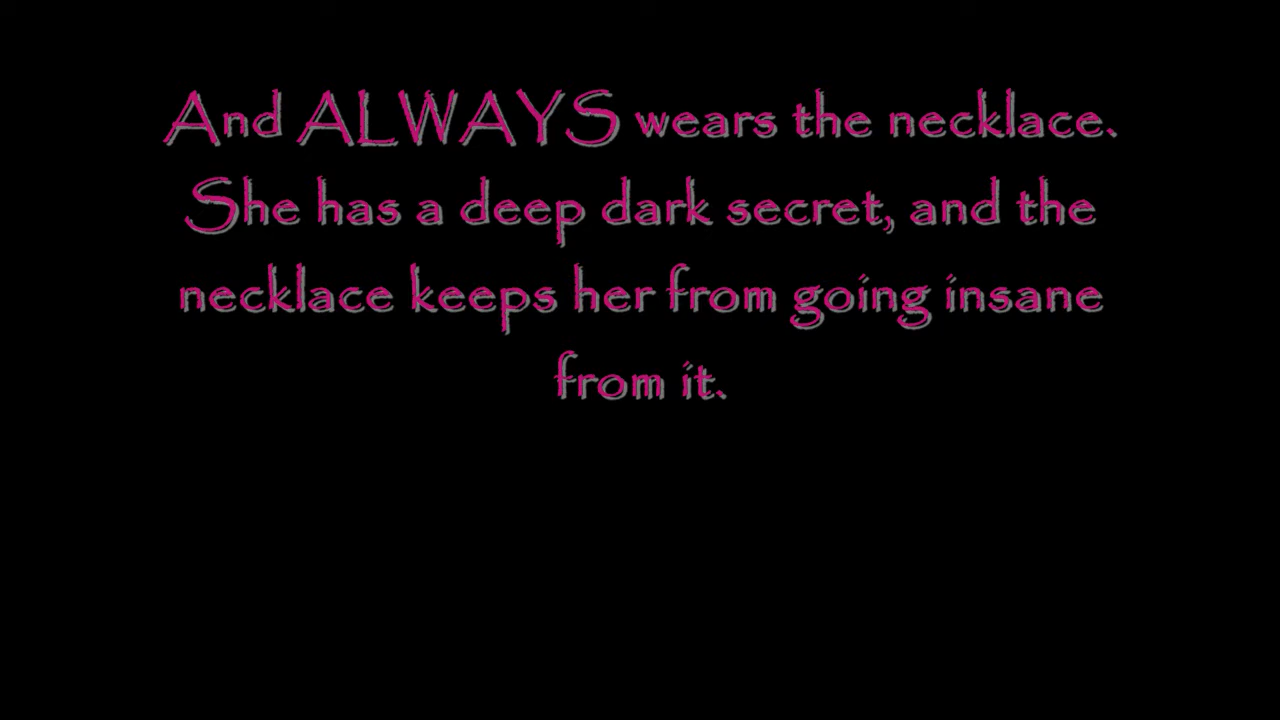 And ALWAYS wears the necklace.
She has a deep dark secret, and the
necklace keeps her from going insane
from it.